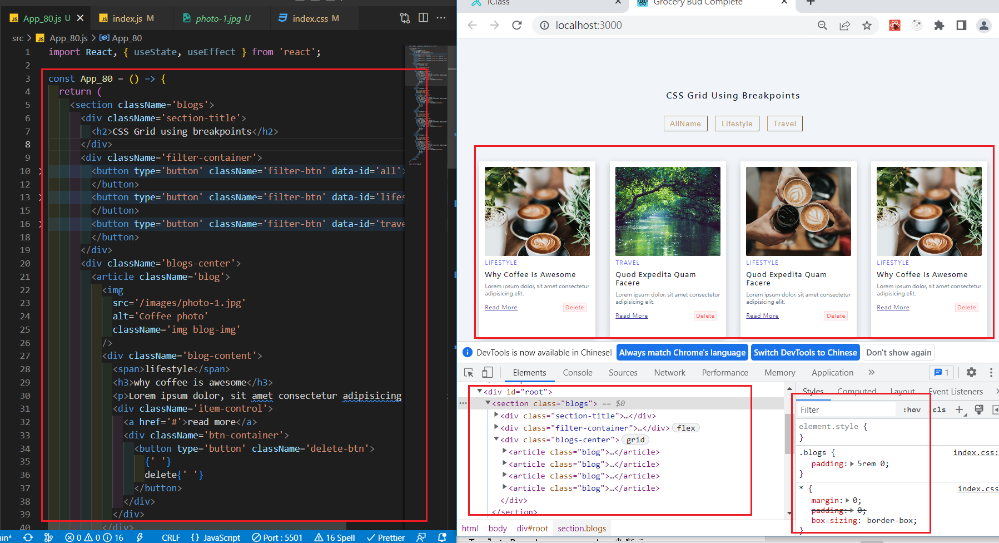 App_80.js U
index.js M
photo-1.jpg U
index.css M
src > App_80.js > App_80
1 import React, { useState, useEffect } from 'react';
2
3 const App_80 = () => {
4 return (
5 <section className='blogs'>
6 <div className='section-title'>
7 <h2>CSS Grid using breakpoints</h2>
8 </div>
9 <div className='filter-container'>
10 <button type='button' className='filter-btn' data-id='all'>
12 </button>
13 <button type='button' className='filter-btn' data-id='lifes
15 </button>
16 <button type='button' className='filter-btn' data-id='trave
18 </button>
19 </div>
20 <div className='blogs-center'>
21 <article className='blog'>
22 <img
23 src='/images/photo-1.jpg'
24 alt='Coffee photo'
25 className='img blog-img'
26 />
27 <div className='blog-content'>
28 <span>lifestyle</span>
29 <h3>why coffee is awesome</h3>
30 <p>Lorem ipsum dolor, sit amet consectetur adipisicing
31 <div className='item-control'>
32 <a href='#'>read more</a>
33 <div className='btn-container'>
34 <button type='button' className='delete-btn'>
35 {' '}
36 delete{' '}
37 </button>
38 </div>
39 </div>
40 </div>
ain* 0 0 16 CRLF {} JavaScript Port : 5501 16 Spell Prettier
iClass
Grocery Bud Complete
localhost:3000
CSS Grid Using Breakpoints
AllName
Lifestyle
Travel
LIFESTYLE
Why Coffee Is Awesome
Lorem ipsum dolor, sit amet consectetur
adipisicing elit.
Read More Delete
TRAVEL
Quod Expedita Quam
Facere
Lorem ipsum dolor, sit amet consectetur
adipisicing elit.
Read More Delete
LIFESTYLE
Quod Expedita Quam
Facere
Lorem ipsum dolor, sit amet consectetur
adipisicing elit.
Read More Delete
LIFESTYLE
Why Coffee Is Awesome
Lorem ipsum dolor, sit amet consectetur
adipisicing elit.
Read More Delete
DevTools is now available in Chinese! Always match Chrome's language Switch DevTools to Chinese Don't show again
Elements Console Sources Network Performance Memory Application » 1
<div id="root">
<section class="blogs"> == $0
<div class="section-title">…</div>
<div class="filter-container">…</div> flex
<div class="blogs-center"> grid
<article class="blog">…</article>
<article class="blog">…</article>
<article class="blog">…</article>
<article class="blog">…</article>
</div>
</section>
html body div#root section.blogs
Styles Computed Layout Event Listeners
Filter :hov .cls
element.style {
}
.blogs { index.css:
padding: 5rem 0;
}
* { index.css
margin: 0;
padding: 0;
box-sizing: border-box;
}